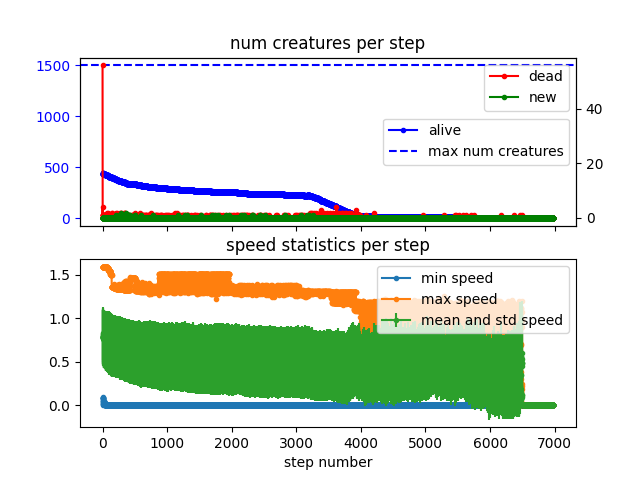 num creatures per step
1500
1000
500
0
40
20
0
dead
new
alive
max num creatures
speed statistics per step
1.5
1.0
0.5
0.0
min speed
max speed
mean and std speed
0 1000 2000 3000 4000 5000 6000 7000
step number